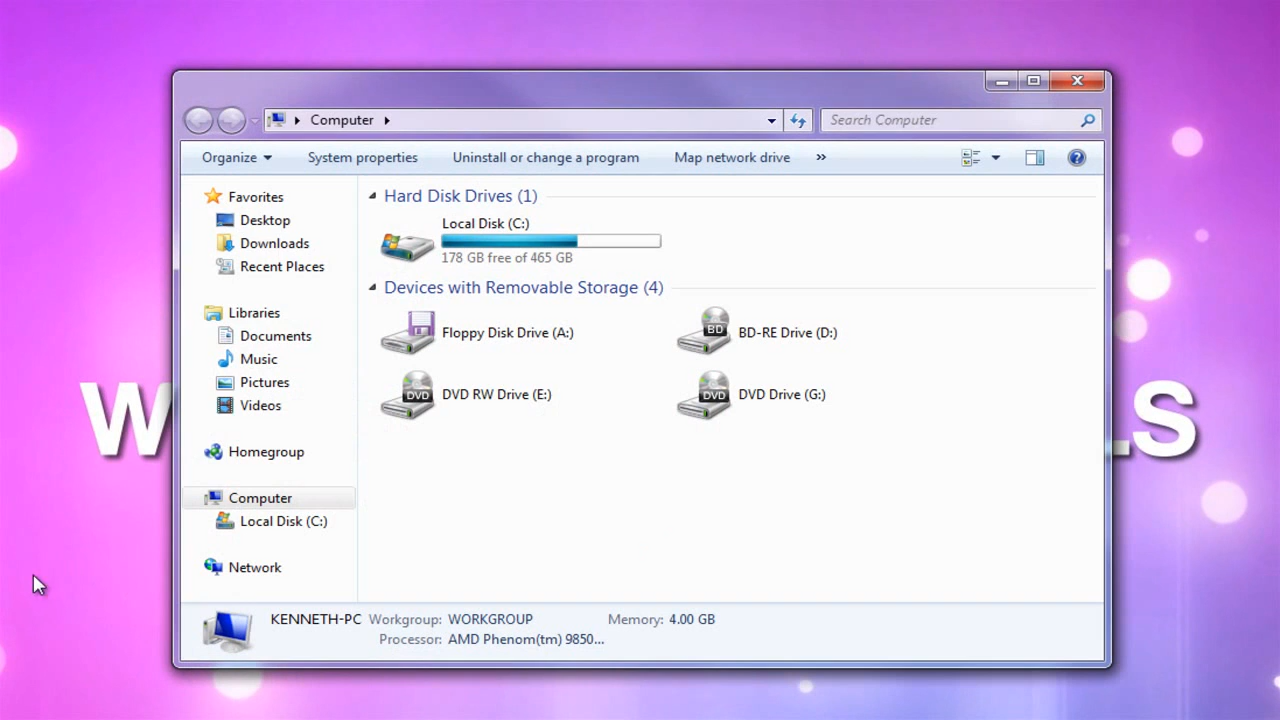 Computer
Search Computer
Organize
System properties
Uninstall or change a program
Map network drive
»
Favorites
Desktop
Downloads
Recent Places
Libraries
Documents
Music
Pictures
Videos
Homegroup
Computer
Local Disk (C:)
Network
Hard Disk Drives (1)
Local Disk (C:)
178 GB free of 465 GB
Devices with Removable Storage (4)
Floppy Disk Drive (A:)
BD
BD-RE Drive (D:)
DVD
DVD RW Drive (E:)
DVD
DVD Drive (G:)
W
LS
KENNETH-PC Workgroup: WORKGROUP Memory: 4.00 GB
Processor: AMD Phenom(tm) 9850...